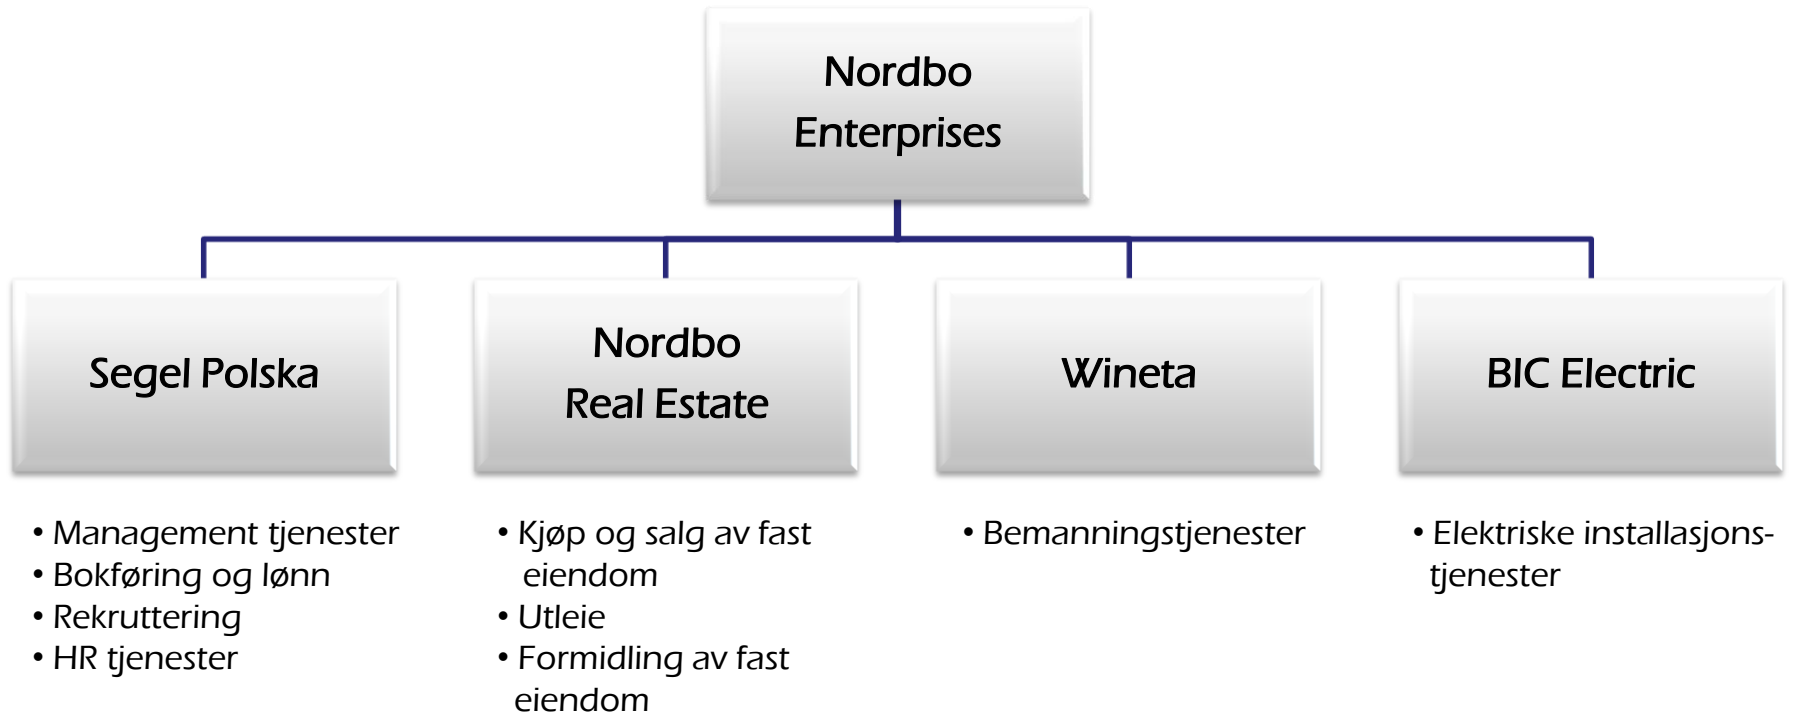 Nordbo
Enterprises
Segel Polska
Nordbo
Real Estate
Wineta
BIC Electric
• Management tjenester
• Bokføring og lønn
• Rekruttering
• HR tjenester
• Kjøp og salg av fast
eiendom
• Utleie
• Formidling av fast
eiendom
• Bemanningstjenester
• Elektriske installasjons-
tjenester